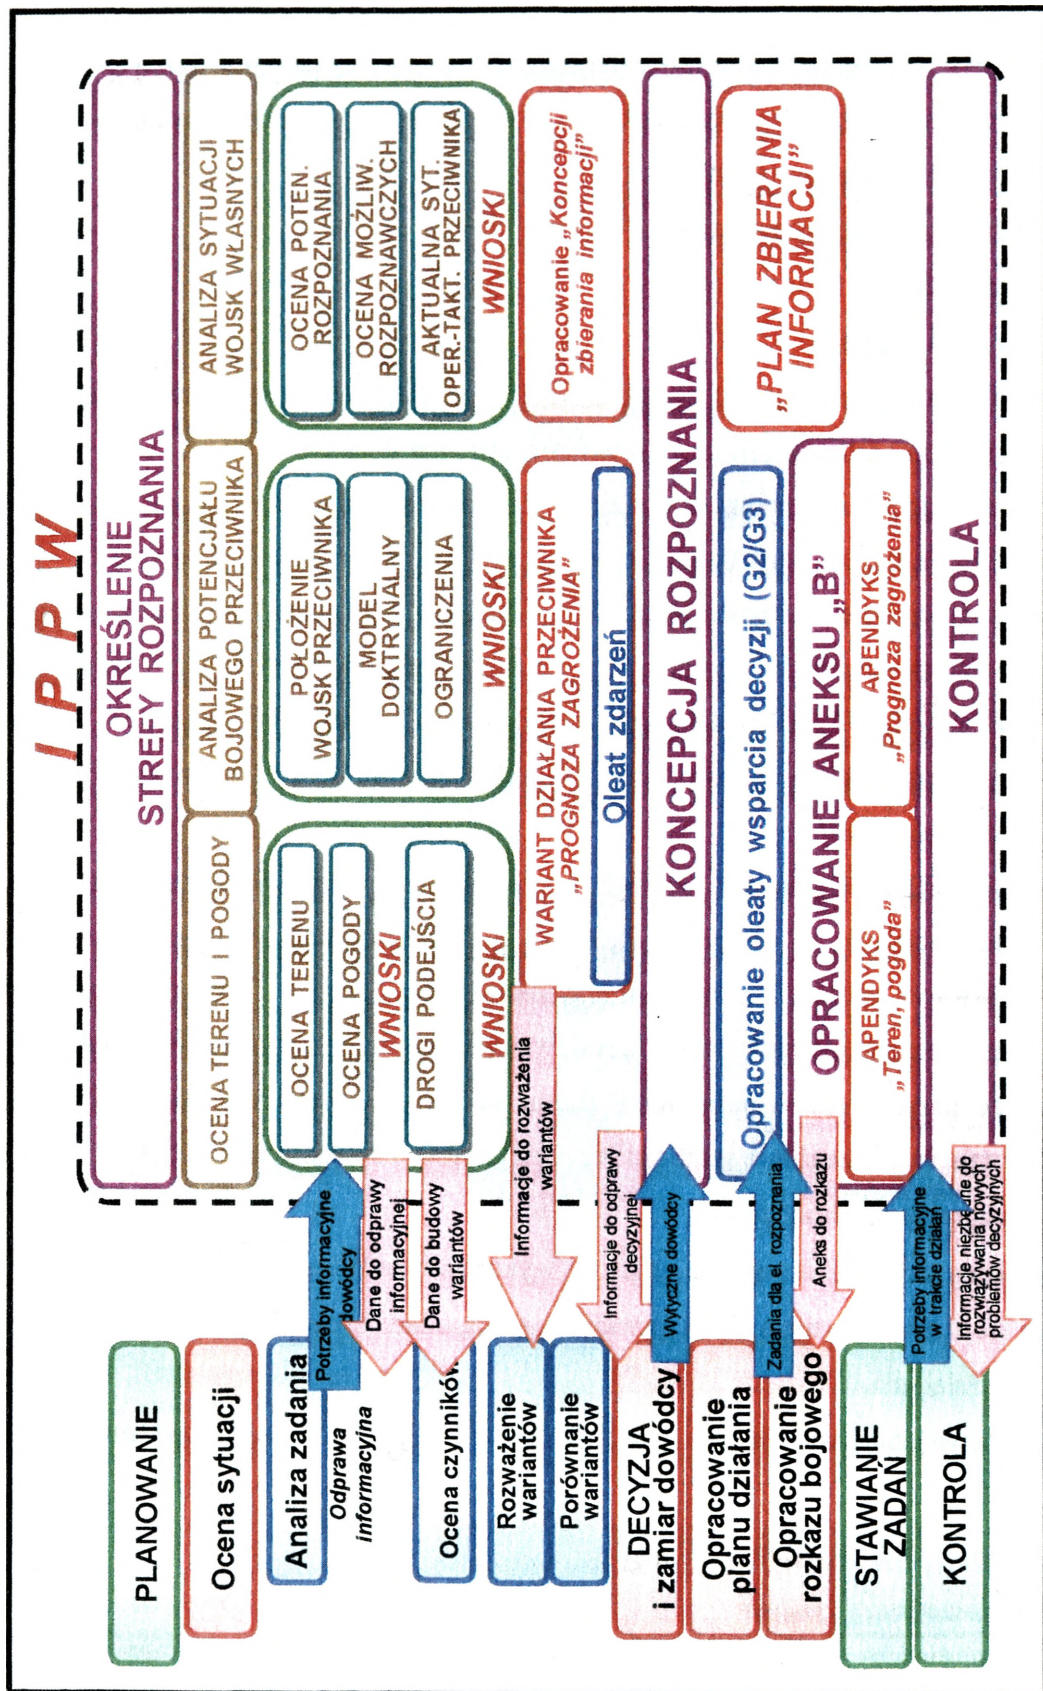 I P P W
OKREŚLENIE
STREFY ROZPOZNANIA
OCENA TERENU I POGODY
ANALIZA POTENCJAŁU
BOJOWEGO PRZECIWNIKA
ANALIZA SYTUACJI
WOJSK WŁASNYCH
OCENA TERENU
OCENA POGODY
WNIOSKI
DROGI PODEJŚCIA
WNIOSKI
POŁOŻENIE
WOJSK PRZECIWNIKA
MODEL
DOKTRYNALNY
OGRANICZENIA
WNIOSKI
OCENA POTEN.
ROZPOZNANIA
OCENA MOŻLIW.
ROZPOZNAWCZYCH
AKTUALNA SYT.
OPER.-TAKT. PRZECIWNIKA
WNIOSKI
WARIANT DZIAŁANIA PRZECIWNIKA
„PROGNOZA ZAGROŻENIA”
Oleat zdarzeń
Opracowanie „Koncepcji
zbierania informacji”
KONCEPCJA ROZPOZNANIA
Opracowanie oleaty wsparcia decyzji (G2/G3)
„PLAN ZBIERANIA
INFORMACJI”
OPRACOWANIE ANEKSU „B”
APENDYKS
„Teren, pogoda”
APENDYKS
„Prognoza zagrożenia”
KONTROLA
Potrzeby informacyjne
dowódcy
Dane do odprawy
informacyjnej
Dane do budowy
wariantów
Informacje do rozważenia
wariantów
Informacje do odprawy
decyzyjnej
Wytyczne dowódcy
Zadania dla el. rozpoznania
Aneks do rozkazu
Potrzeby informacyjne
w trakcie działań
Informacje niezbędne do
rozwiązywania nowych
problemów decyzyjnych
PLANOWANIE
Ocena sytuacji
Analiza zadania
Odprawa
informacyjna
Ocena czynników
Rozważenie
wariantów
Porównanie
wariantów
DECYZJA
i zamiar dowódcy
Opracowanie
planu działania
Opracowanie
rozkazu bojowego
STAWIANIE
ZADAŃ
KONTROLA